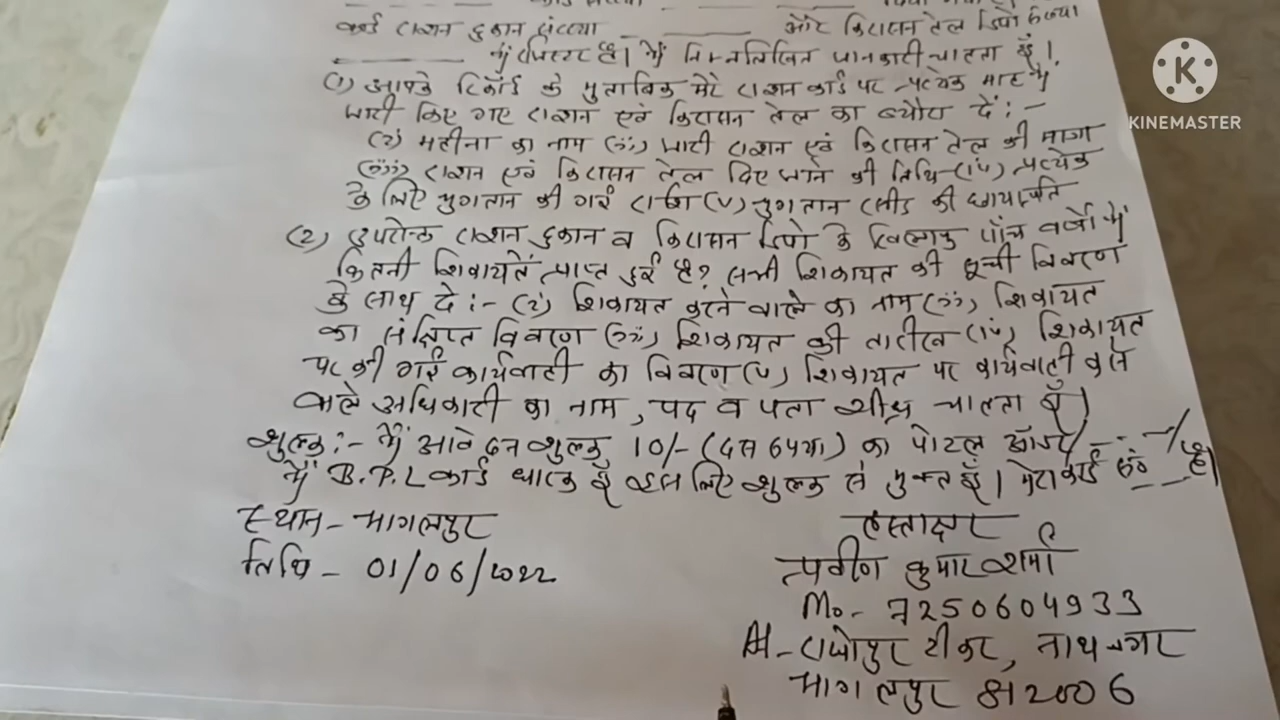 कार्ड राशन दुकान संख्या _ _ _ _ _ और किरासन तेल डिपो संख्या
_ _ _ _ _ में रजिस्टर है। मैं निम्नलिखित जानकारी चाहता हूँ।
(1) आपके रिकॉर्ड के मुताबिक मेरे राशन कार्ड पर प्रत्येक माह में
जारी किए गए राशन एवं किरासन तेल का ब्यौरा दें:-
(i) महीना का नाम (ii) जारी राशन एवं किरासन तेल की मात्रा
(iii) राशन एवं किरासन तेल दिए जाने की तिथि (iv) प्रत्येक
के लिए भुगतान की गई राशि (v) भुगतान रसीद की छायाप्रति
(2) उपरोक्त राशन दुकान व किरासन डिपो के खिलाफ पाँच वर्षों में
कितनी शिकायतें प्राप्त हुई है? सभी शिकायत की सूची विवरण
के साथ दे:- (i) शिकायत करने वाले का नाम (ii) शिकायत
का संक्षिप्त विवरण (iii) शिकायत की तारीख (iv) शिकायत
पर की गई कार्यवाही का विवरण (v) शिकायत पर कार्यवाही करने
वाले अधिकारी का नाम, पद व पता शीघ्र चाहता हूँ।
शुल्क:- मैं आवेदन शुल्क 10/- (दस रुपया) का पोस्टल ऑर्डर/
मैं B.P.L कार्ड धारक हूँ इस लिए शुल्क से मुक्त हूँ। मेरा कार्ड सं० _ _ _ है।
स्थान - भागलपुर
तिथि - 01/06/2022
हस्ताक्षर
प्रवीण कुमार शर्मा
Mo- 7250604933
At - राघोपुर टीकर, नाथनगर
भागलपुर 812006
KINEMASTER